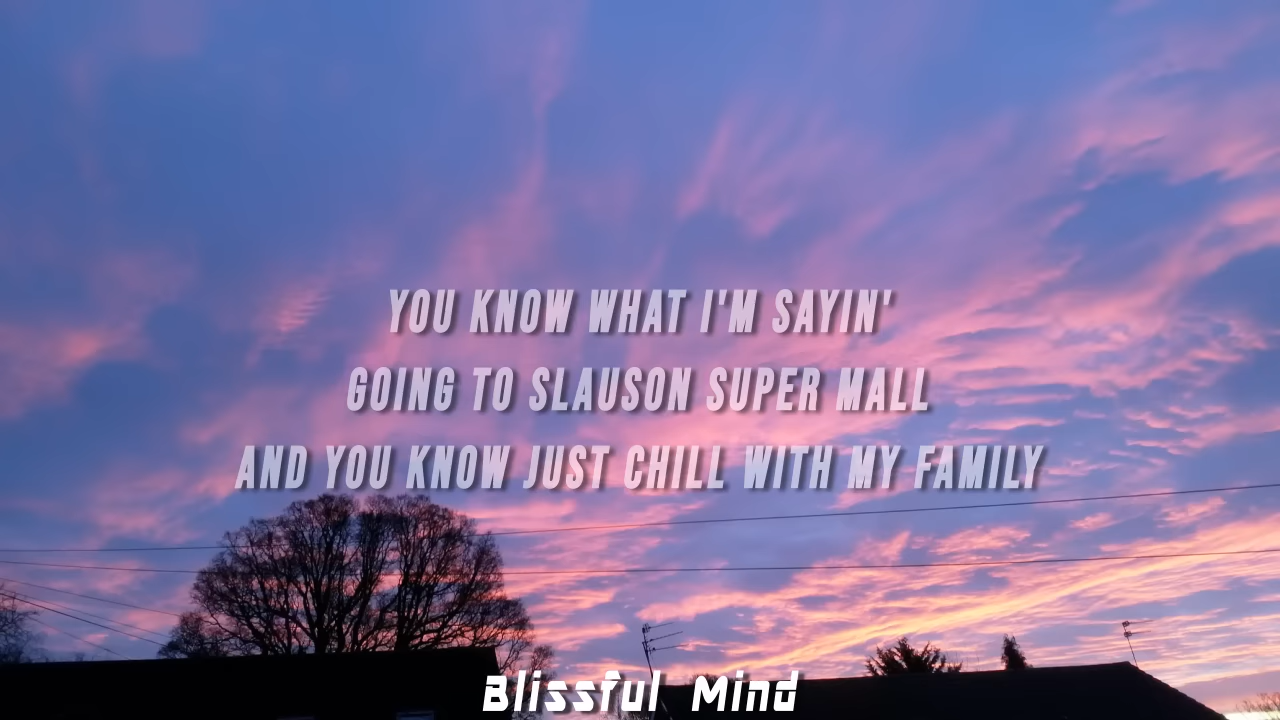 YOU KNOW WHAT I'M SAYIN'
GOING TO SLAUSON SUPER MALL
AND YOU KNOW JUST CHILL WITH MY FAMILY
Blissful Mind